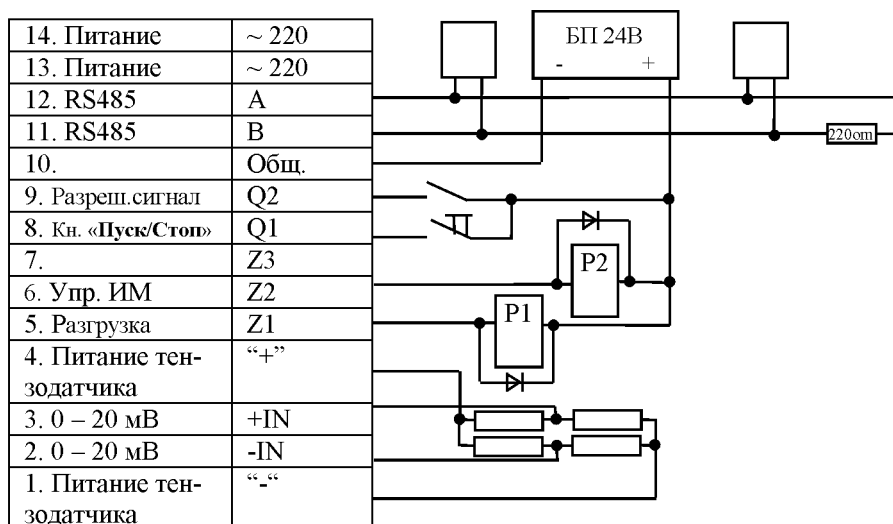 14. Питание ~ 220
13. Питание ~ 220
12. RS485 A
11. RS485 B
10. Общ.
9. Разреш.сигнал Q2
8. Кн. «Пуск/Стоп» Q1
7. Z3
6. Упр. ИМ Z2
5. Разгрузка Z1
4. Питание тен- “+”
зодатчика
3. 0 – 20 мВ +IN
2. 0 – 20 мВ -IN
1. Питание тен- “-“
зодатчика
БП 24В
- +
220om
P2
P1